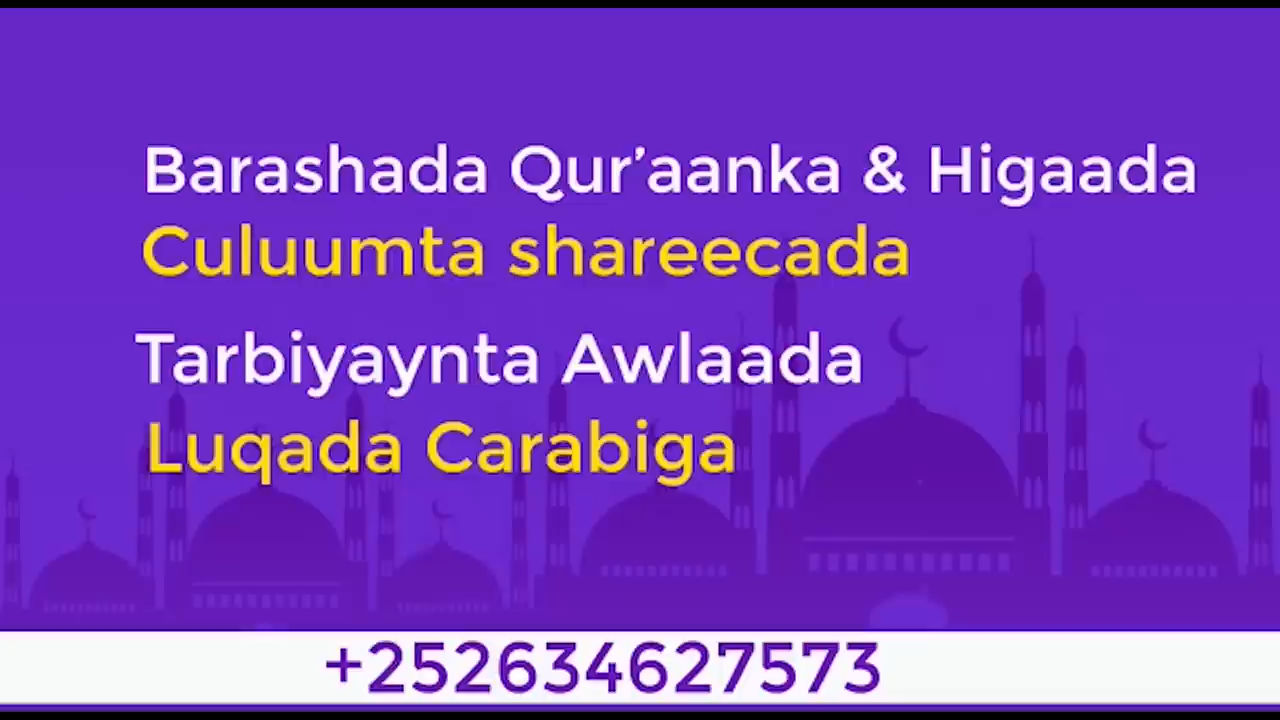 Barashada Qur’aanka & Higaada
Culuumta shareecada
Tarbiyaynta Awlaada
Luqada Carabiga
+252634627573